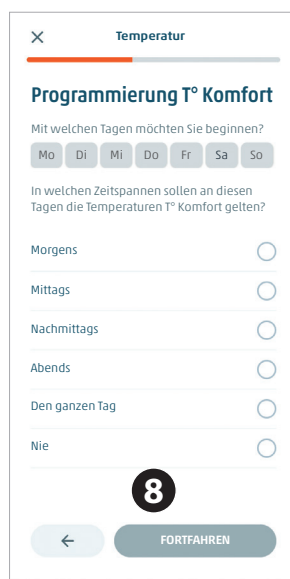 Temperatur
Programmierung T° Komfort
Mit welchen Tagen möchten Sie beginnen?
Mo Di Mi Do Fr Sa So
In welchen Zeitspannen sollen an diesen
Tagen die Temperaturen T° Komfort gelten?
Morgens
Mittags
Nachmittags
Abends
Den ganzen Tag
Nie
8
FORTFAHREN